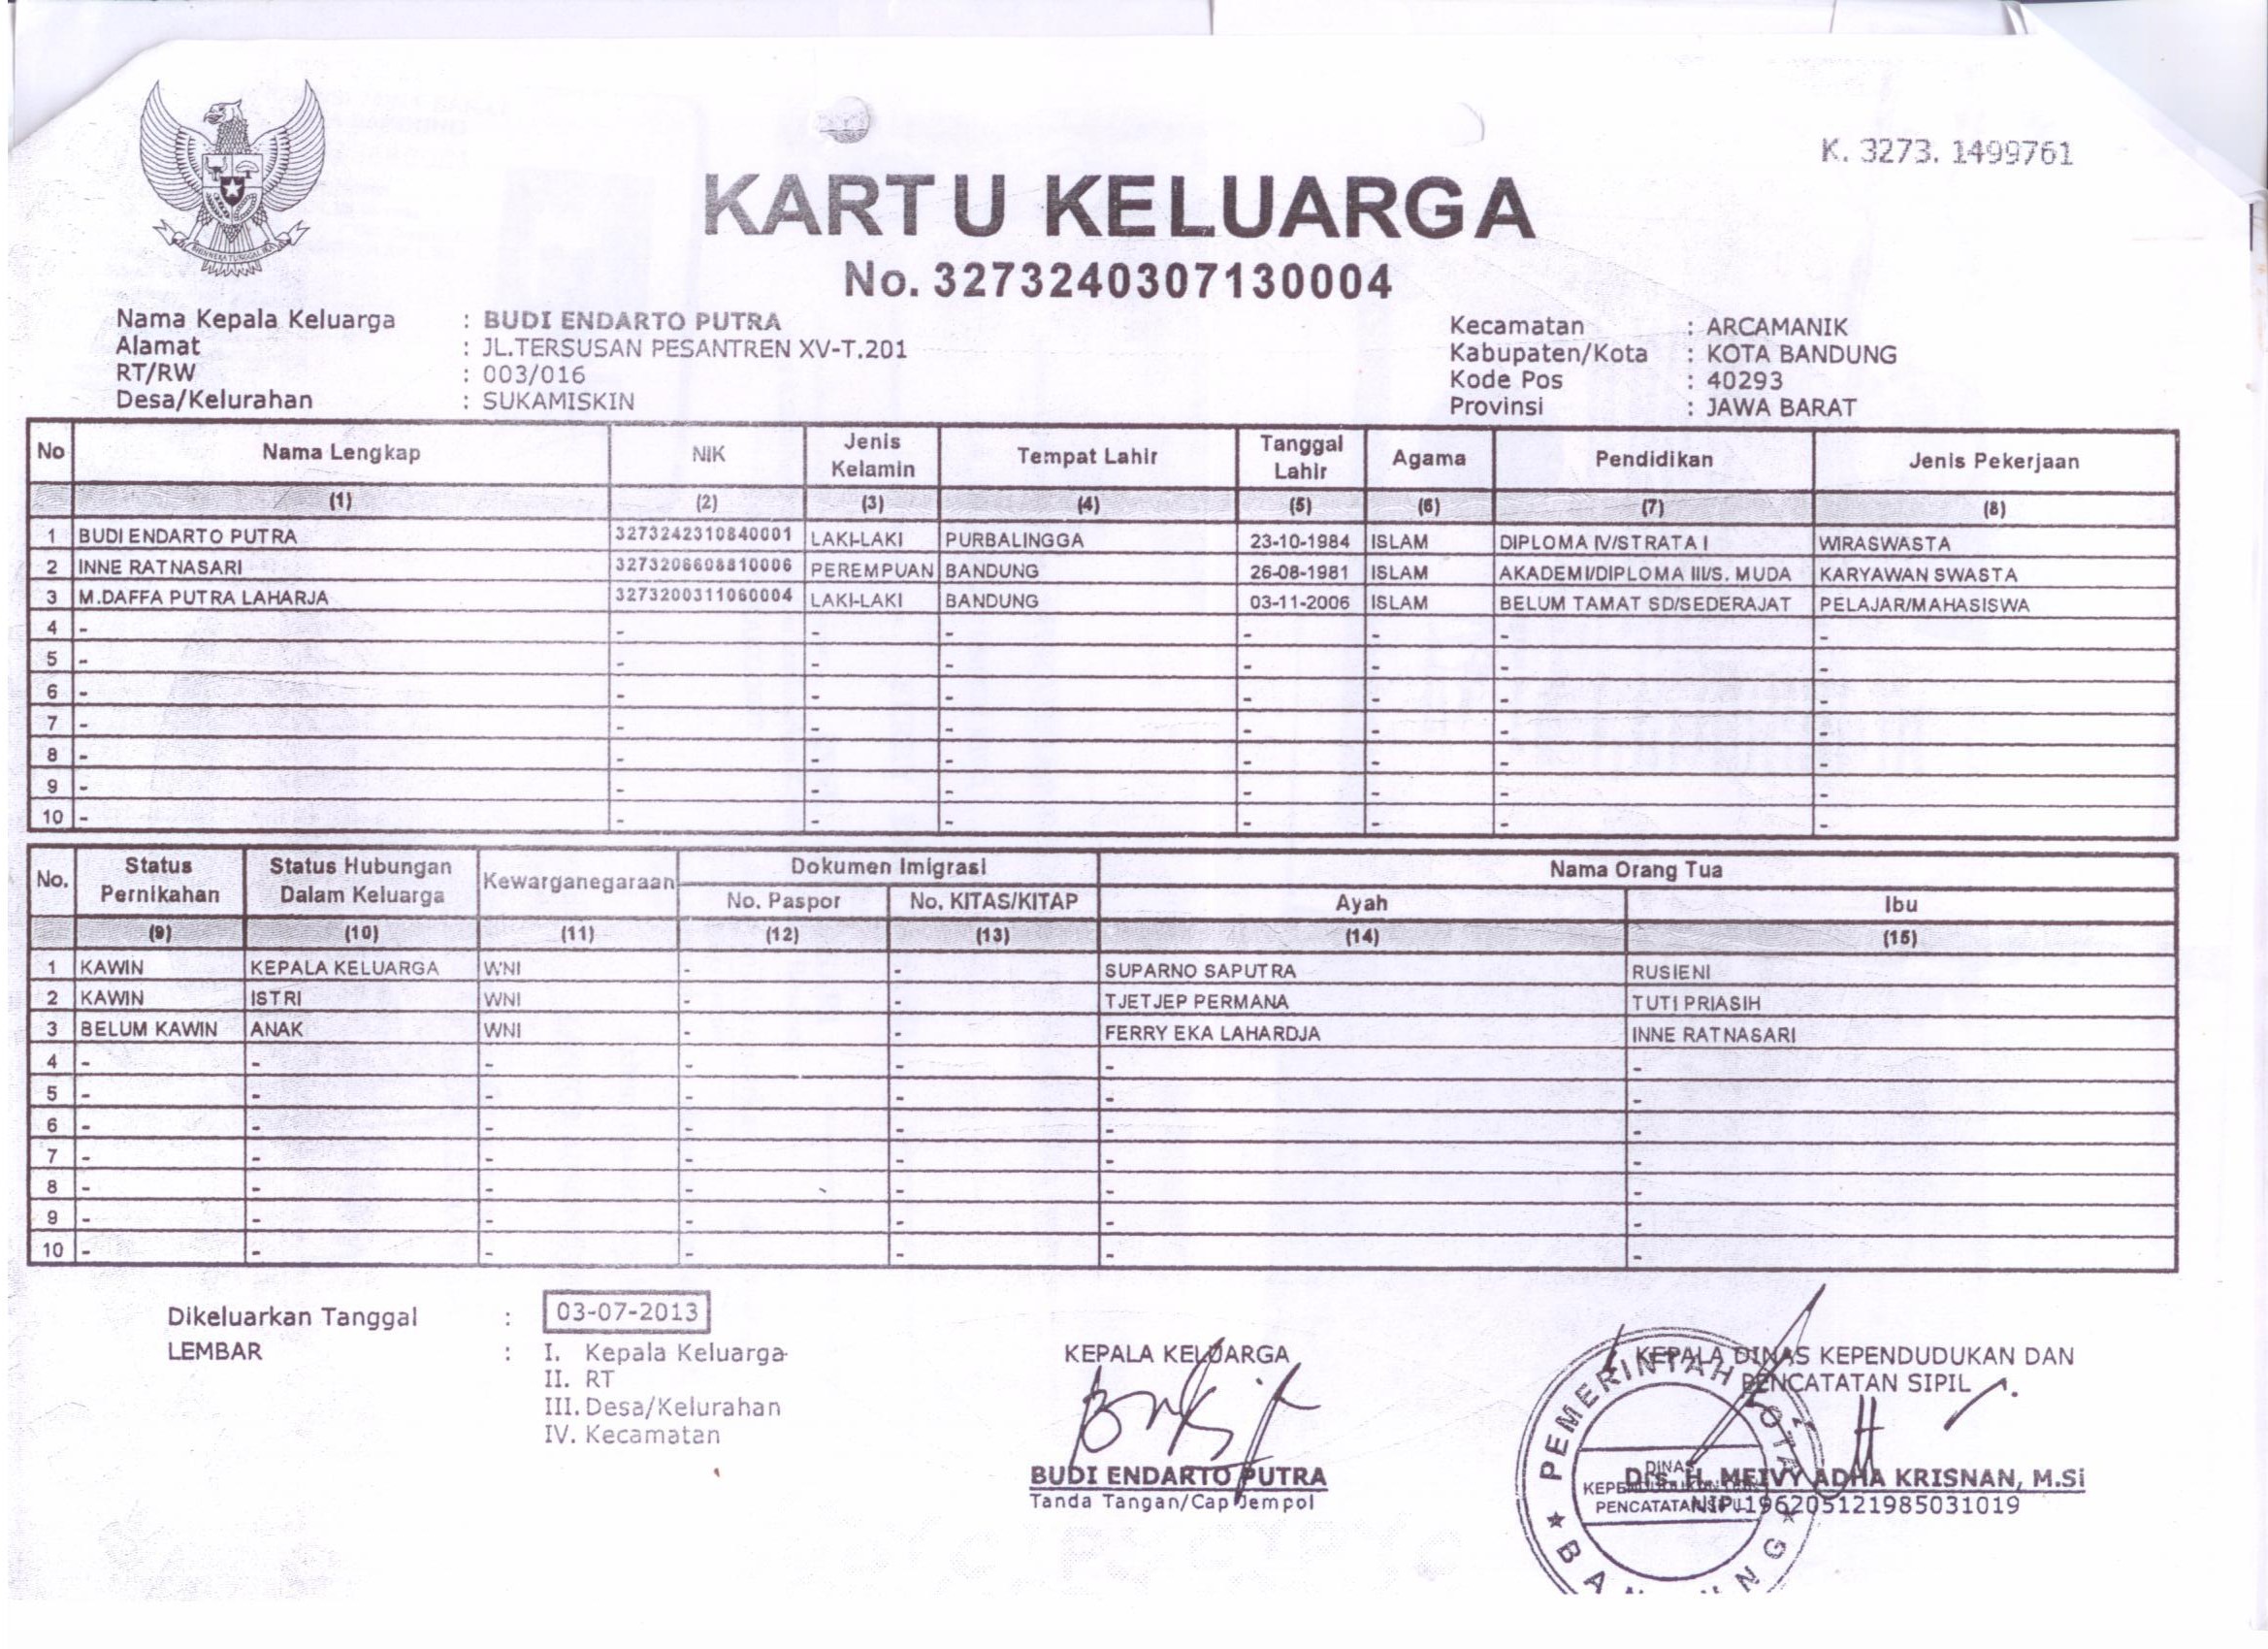 K. 3273. 1499761
KARTU KELUARGA
No. 3273240307130004
Nama Kepala Keluarga : BUDI ENDARTO PUTRA
Alamat : JL.TERSUSAN PESANTREN XV-T.201
RT/RW : 003/016
Desa/Kelurahan : SUKAMISKIN
Kecamatan : ARCAMANIK
Kabupaten/Kota : KOTA BANDUNG
Kode Pos : 40293
Provinsi : JAWA BARAT
No Nama Lengkap NIK Jenis Kelamin Tempat Lahir Tanggal Lahir Agama Pendidikan Jenis Pekerjaan
(1) (2) (3) (4) (5) (6) (7) (8)
1 BUDI ENDARTO PUTRA 3273242310840001 LAKI-LAKI PURBALINGGA 23-10-1984 ISLAM DIPLOMA IV/STRATA I WIRASWASTA
2 INNE RATNASARI 3273206608810006 PEREMPUAN BANDUNG 26-08-1981 ISLAM AKADEMI/DIPLOMA III/S. MUDA KARYAWAN SWASTA
3 M.DAFFA PUTRA LAHARJA 3273200311060004 LAKI-LAKI BANDUNG 03-11-2006 ISLAM BELUM TAMAT SD/SEDERAJAT PELAJAR/MAHASISWA
4 - - - - - - - -
5 - - - - - - - -
6 - - - - - - - -
7 - - - - - - - -
8 - - - - - - - -
9 - - - - - - - -
10 - - - - - - - -
No. Status Pernikahan Status Hubungan Dalam Keluarga Kewarganegaraan Dokumen Imigrasi Nama Orang Tua
No. Paspor No. KITAS/KITAP Ayah Ibu
(9) (10) (11) (12) (13) (14) (15)
1 KAWIN KEPALA KELUARGA WNI - - SUPARNO SAPUTRA RUSIENI
2 KAWIN ISTRI WNI - - TJETJEP PERMANA TUTI PRIASIH
3 BELUM KAWIN ANAK WNI - - FERRY EKA LAHARDJA INNE RATNASARI
4 - - - - - - -
5 - - - - - - -
6 - - - - - - -
7 - - - - - - -
8 - - - - - - -
9 - - - - - - -
10 - - - - - - -
Dikeluarkan Tanggal : 03-07-2013
LEMBAR : I. Kepala Keluarga
II. RT
III. Desa/Kelurahan
IV. Kecamatan
KEPALA KELUARGA
BUDI ENDARTO PUTRA
Tanda Tangan/Cap Jempol
KEPALA DINAS KEPENDUDUKAN DAN
PENCATATAN SIPIL
Drs. H. MEIVY ADHA KRISNAN, M.Si
NIP. 196205121985031019
PEMERINTAH KOTA
BANDUNG
DINAS
PENCATATAN